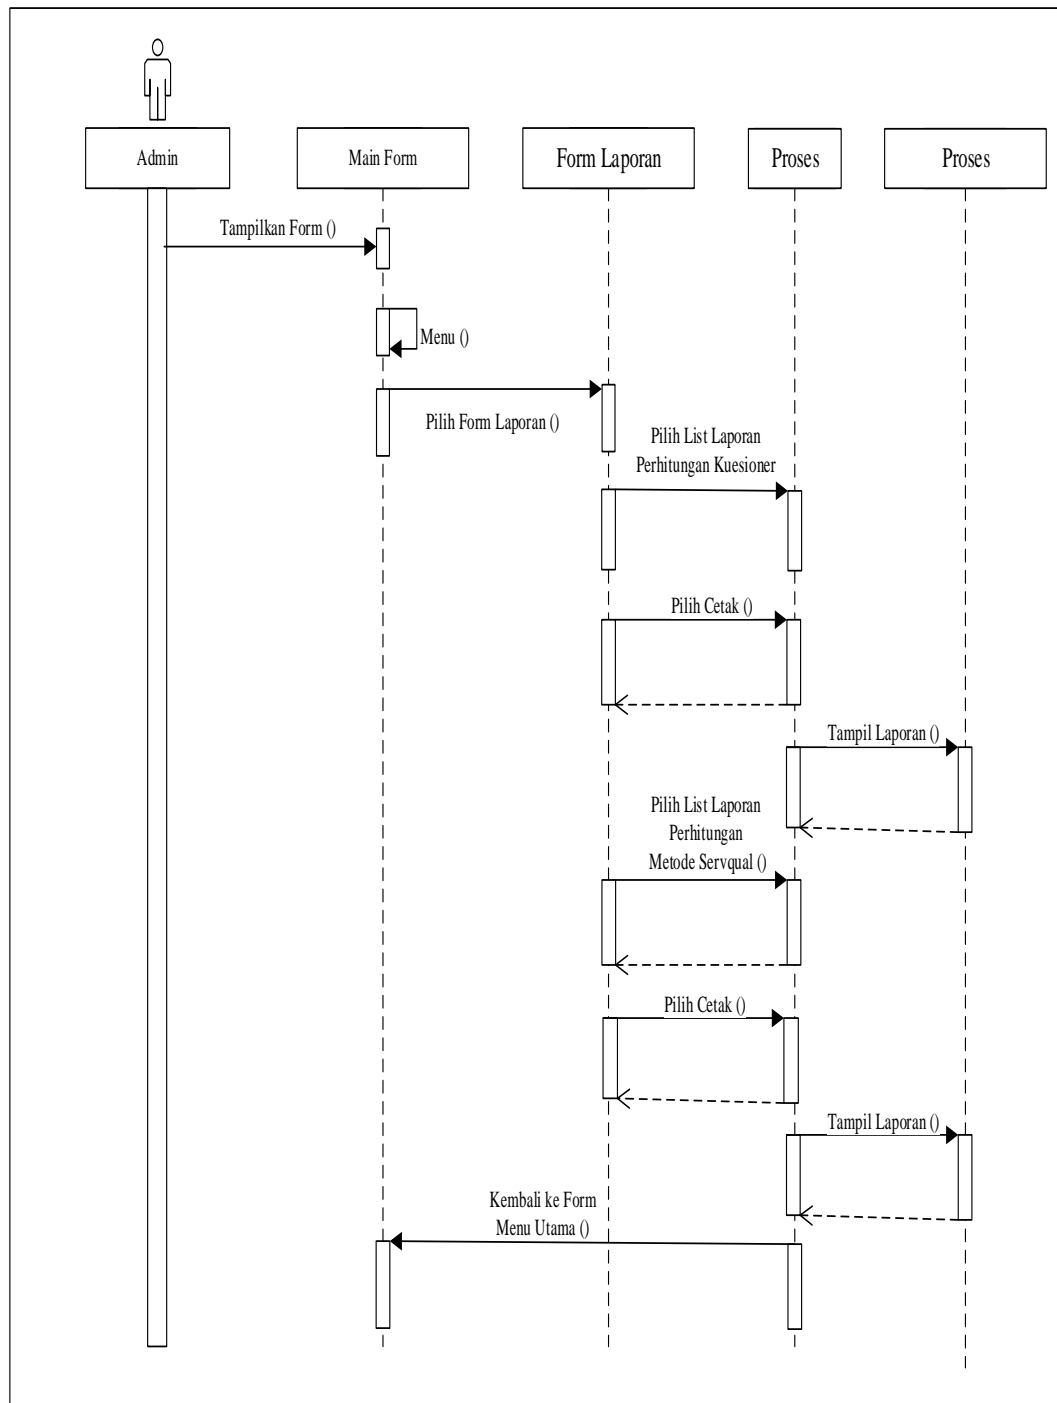 Admin
Main Form
Form Laporan
Proses
Proses
Tampilkan Form ()
Menu ()
Pilih Form Laporan ()
Pilih List Laporan
Perhitungan Kuesioner
Pilih Cetak ()
Tampil Laporan ()
Pilih List Laporan
Perhitungan
Metode Servqual ()
Pilih Cetak ()
Tampil Laporan ()
Kembali ke Form
Menu Utama ()